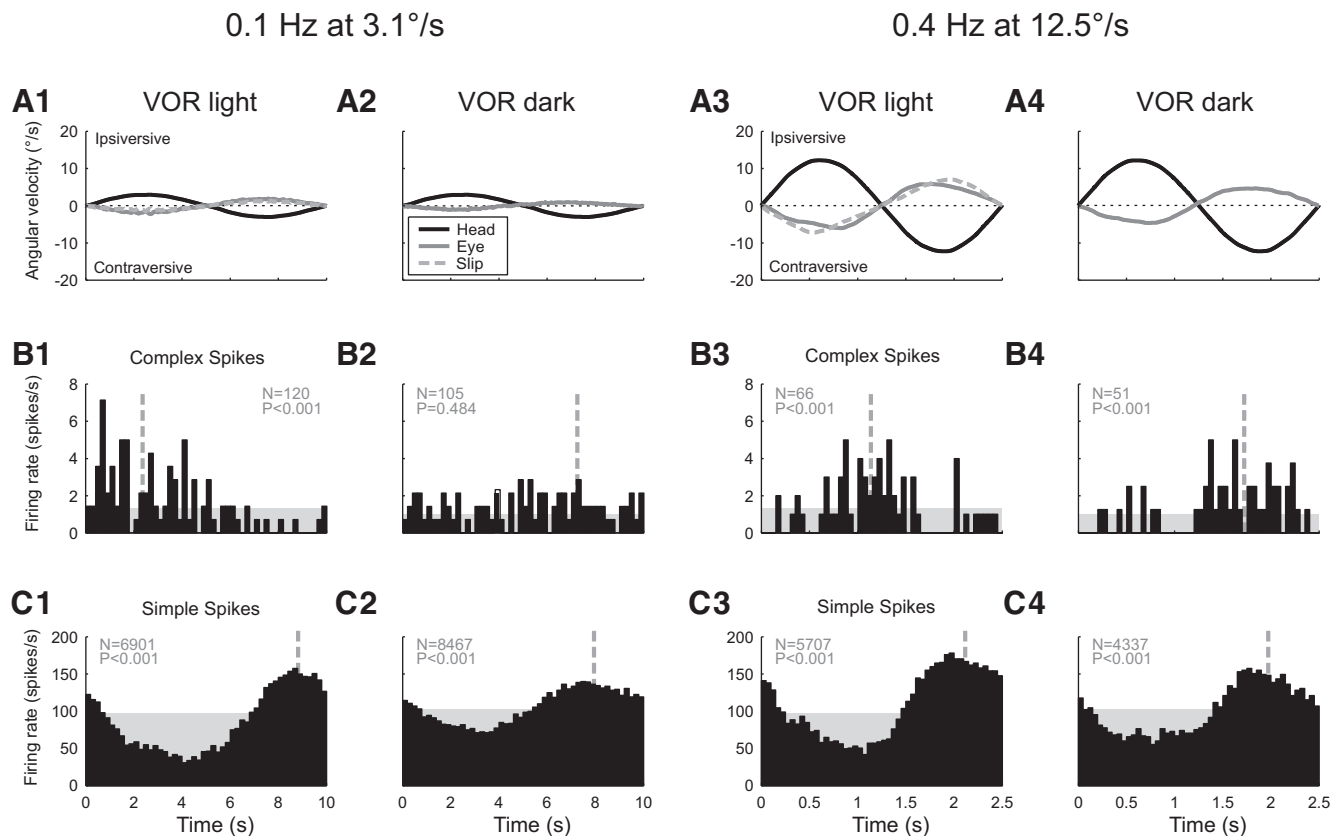 0.1 Hz at 3.1°/s
0.4 Hz at 12.5°/s
A1 VOR light
A2 VOR dark
A3 VOR light
A4 VOR dark
Angular velocity (°/s)
20
10
0
-10
-20
Ipsiversive
Contraversive
Head
Eye
Slip
20
10
0
-10
-20
Ipsiversive
Contraversive
B1 Complex Spikes
B2
B3 Complex Spikes
B4
Firing rate (spikes/s)
8
6
4
2
0
N=120
P<0.001
N=105
P=0.484
8
6
4
2
0
N=66
P<0.001
N=51
P<0.001
C1 Simple Spikes
C2
C3 Simple Spikes
C4
Firing rate (spikes/s)
200
150
100
50
0
N=6901
P<0.001
N=8467
P<0.001
200
150
100
50
0
N=5707
P<0.001
N=4337
P<0.001
0 2 4 6 8 10
0 2 4 6 8 10
0 0.5 1 1.5 2 2.5
0 0.5 1 1.5 2 2.5
Time (s)
Time (s)
Time (s)
Time (s)